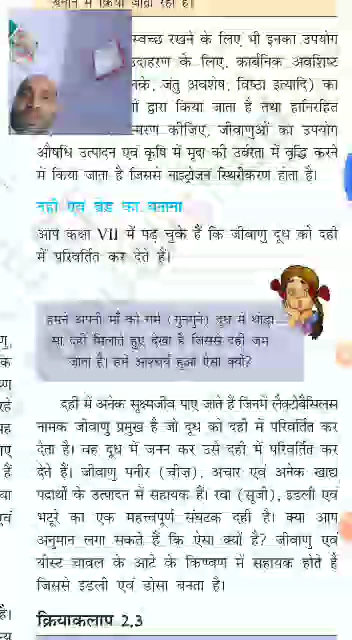 बनाने में किया जाता रहा है।
स्वच्छ रखने के लिए भी इनका उपयोग
उदाहरण के लिए, कार्बनिक अवशिष्ट
जंतु अवशेष, विष्ठा इत्यादि) का
द्वारा किया जाता है तथा हानिरहित
कीजिए, जीवाणुओं का उपयोग
औषधि उत्पादन एवं कृषि में मृदा की उर्वरता में वृद्धि करने
में किया जाता है जिससे नाइट्रोजन स्थिरीकरण होता है।
दही एवं ब्रेड का बनाना
आप कक्षा VII में पढ़ चुके हैं कि जीवाणु दूध को दही
में परिवर्तित कर देते हैं।
हमने अपनी माँ को गर्म (गुनगुने) दूध में थोड़ा
सा दही मिलाते हुए देखा है जिससे दही जम
जाता है। हमें आश्चर्य हुआ ऐसा क्यों?
दही में अनेक सूक्ष्मजीव पाए जाते हैं जिनमें लैक्टोबैसिलस
नामक जीवाणु प्रमुख है जो दूध को दही में परिवर्तित कर
देता है। वह दूध में जनन कर उसे दही में परिवर्तित कर
देते हैं। जीवाणु पनीर (चीज़), अचार एवं अनेक खाद्य
पदार्थों के उत्पादन में सहायक हैं। रवा (सूजी), इडली एवं
भटूरे का एक महत्त्वपूर्ण संघटक दही है। क्या आप
अनुमान लगा सकते हैं कि ऐसा क्यों है? जीवाणु एवं
यीस्ट चावल के आटे के किण्वन में सहायक होते हैं
जिससे इडली एवं डोसा बनता है।
क्रियाकलाप 2.3